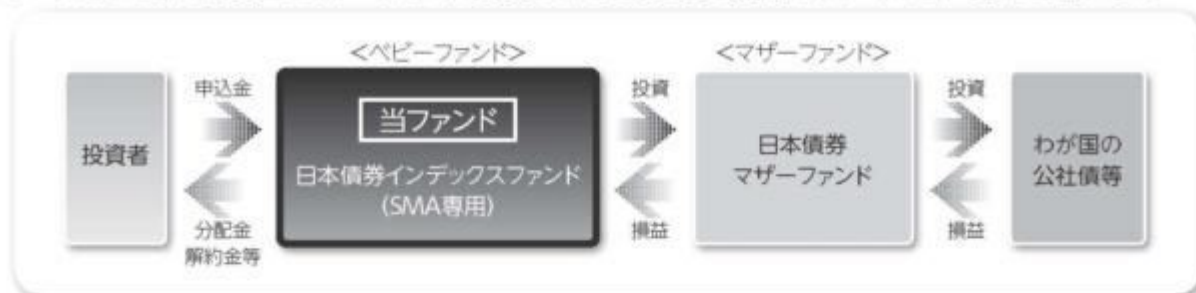 <ベビーファンド>
<マザーファンド>
投資者
申込金
分配金
解約金等
当ファンド
日本債券インデックスファンド
(SMA専用)
投資
損益
日本債券
マザーファンド
投資
損益
わが国の
公社債等